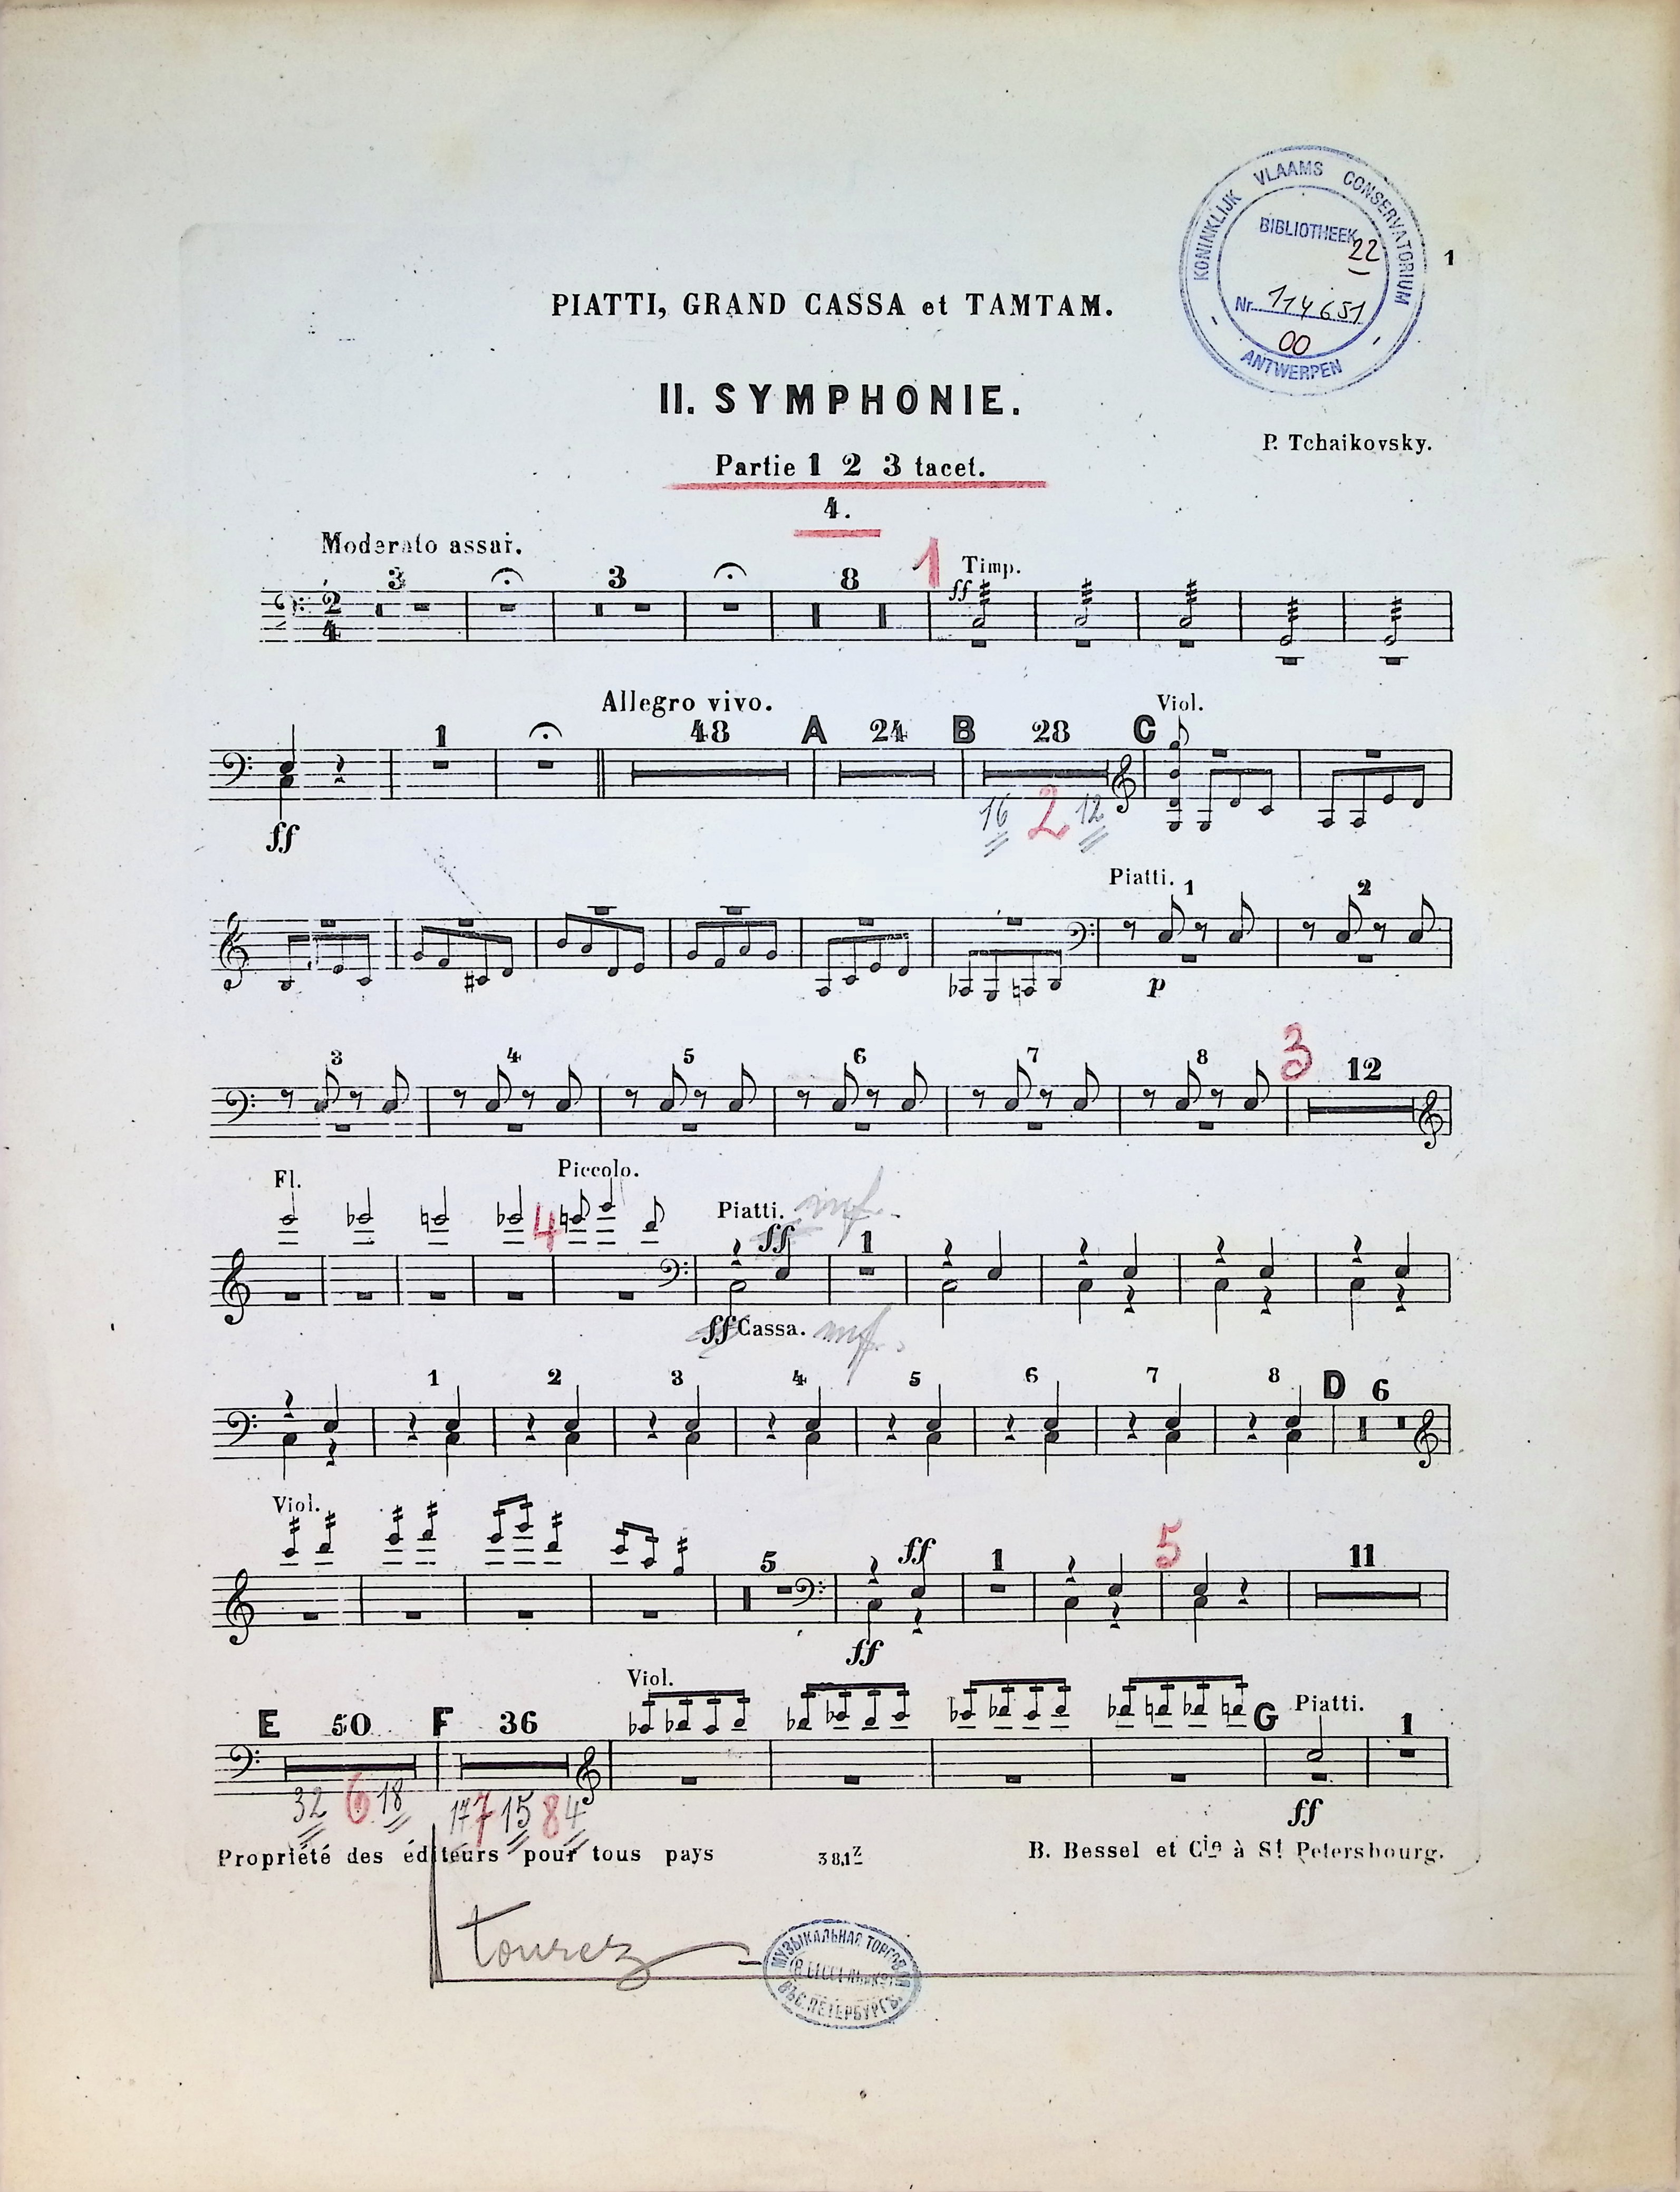 KONINKLIJK VLAAMS CONSERVATORIUM
BIBLIOTHEEK
22
Nr 114651
00
ANTWERPEN
1
PIATTI, GRAND CASSA et TAMTAM.
II. SYMPHONIE.
P. Tchaikovsky.
Partie 1 2 3 tacet.
4.
Moderato assai.
3 3 8 1 Timp.
ff
2
4
Allegro vivo. Viol.
1 48 A 24 B 28 C
16 2 12
ff
Piatti. 1 2
p
3 4 5 6 7 8 3 12
Fl. Piccolo.
4 Piatti. mf.
ff 1
ff Cassa. mf.
1 2 3 4 5 6 7 8 D 6
Viol.
5 ff 1 5 11
ff
Viol.
E 50 F 36 G Piatti. 1
32 6 18 17 7 15 8 4 ff
Propriété des éditeurs pour tous pays 381z B. Bessel et Cie à St Petersbourg.
tournez
МУЗЫКАЛЬНАЯ ТОРГОВЛЯ
ВЪ С. ПЕТЕРБУРГѢ.